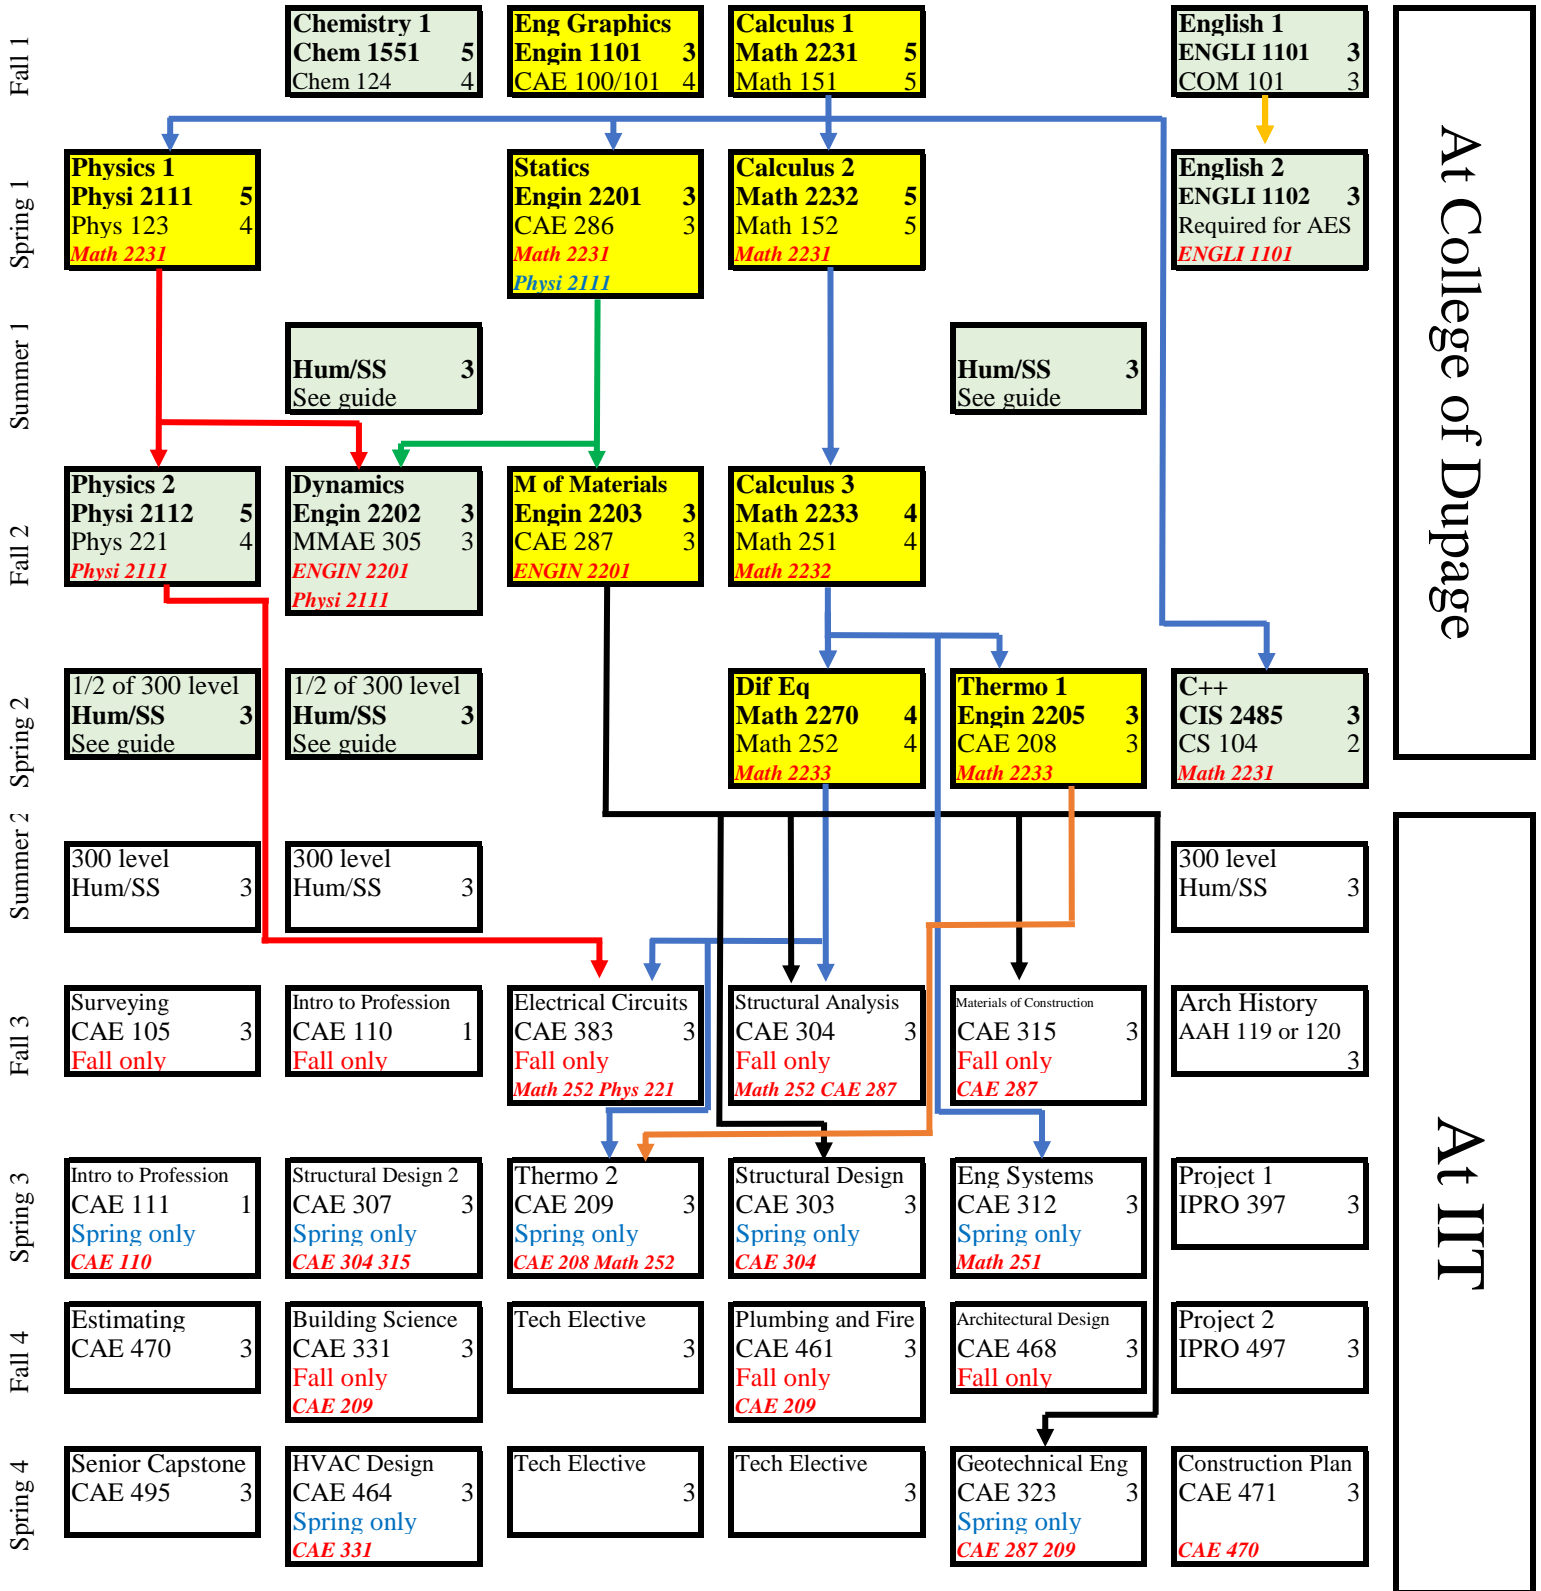 Fall 1
Chemistry 1
Chem 1551 5
Chem 124 4
Eng Graphics
Engin 1101 3
CAE 100/101 4
Calculus 1
Math 2231 5
Math 151 5
English 1
ENGLI 1101 3
COM 101 3
At College of Dupage
Spring 1
Physics 1
Physi 2111 5
Phys 123 4
Math 2231
Statics
Engin 2201 3
CAE 286 3
Math 2231
Physi 2111
Calculus 2
Math 2232 5
Math 152 5
Math 2231
English 2
ENGLI 1102 3
Required for AES
ENGLI 1101
Summer 1
Hum/SS 3
See guide
Hum/SS 3
See guide
Fall 2
Physics 2
Physi 2112 5
Phys 221 4
Physi 2111
Dynamics
Engin 2202 3
MMAE 305 3
ENGIN 2201
Physi 2111
M of Materials
Engin 2203 3
CAE 287 3
ENGIN 2201
Calculus 3
Math 2233 4
Math 251 4
Math 2232
Spring 2
1/2 of 300 level
Hum/SS 3
See guide
1/2 of 300 level
Hum/SS 3
See guide
Dif Eq
Math 2270 4
Math 252 4
Math 2233
Thermo 1
Engin 2205 3
CAE 208 3
Math 2233
C++
CIS 2485 3
CS 104 2
Math 2231
Summer 2
300 level
Hum/SS 3
300 level
Hum/SS 3
300 level
Hum/SS 3
At IIT
Fall 3
Surveying
CAE 105 3
Fall only
Intro to Profession
CAE 110 1
Fall only
Electrical Circuits
CAE 383 3
Fall only
Math 252 Phys 221
Structural Analysis
CAE 304 3
Fall only
Math 252 CAE 287
Materials of Construction
CAE 315 3
Fall only
CAE 287
Arch History
AAH 119 or 120
3
Spring 3
Intro to Profession
CAE 111 1
Spring only
CAE 110
Structural Design 2
CAE 307 3
Spring only
CAE 304 315
Thermo 2
CAE 209 3
Spring only
CAE 208 Math 252
Structural Design
CAE 303 3
Spring only
CAE 304
Eng Systems
CAE 312 3
Spring only
Math 251
Project 1
IPRO 397 3
Fall 4
Estimating
CAE 470 3
Building Science
CAE 331 3
Fall only
CAE 209
Tech Elective
3
Plumbing and Fire
CAE 461 3
Fall only
CAE 209
Architectural Design
CAE 468 3
Fall only
Project 2
IPRO 497 3
Spring 4
Senior Capstone
CAE 495 3
HVAC Design
CAE 464 3
Spring only
CAE 331
Tech Elective
3
Tech Elective
3
Geotechnical Eng
CAE 323 3
Spring only
CAE 287 209
Construction Plan
CAE 471 3
CAE 470